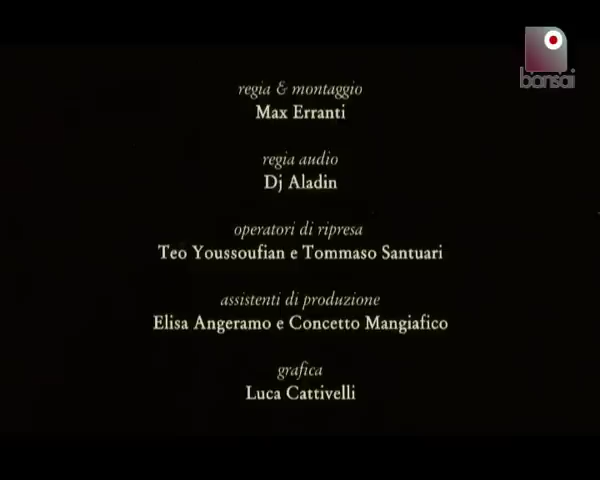 bansai
regia & montaggio
Max Erranti
regia audio
Dj Aladin
operatori di ripresa
Teo Youssoufian e Tommaso Santuari
assistenti di produzione
Elisa Angeramo e Concetto Mangiafico
grafica
Luca Cattivelli